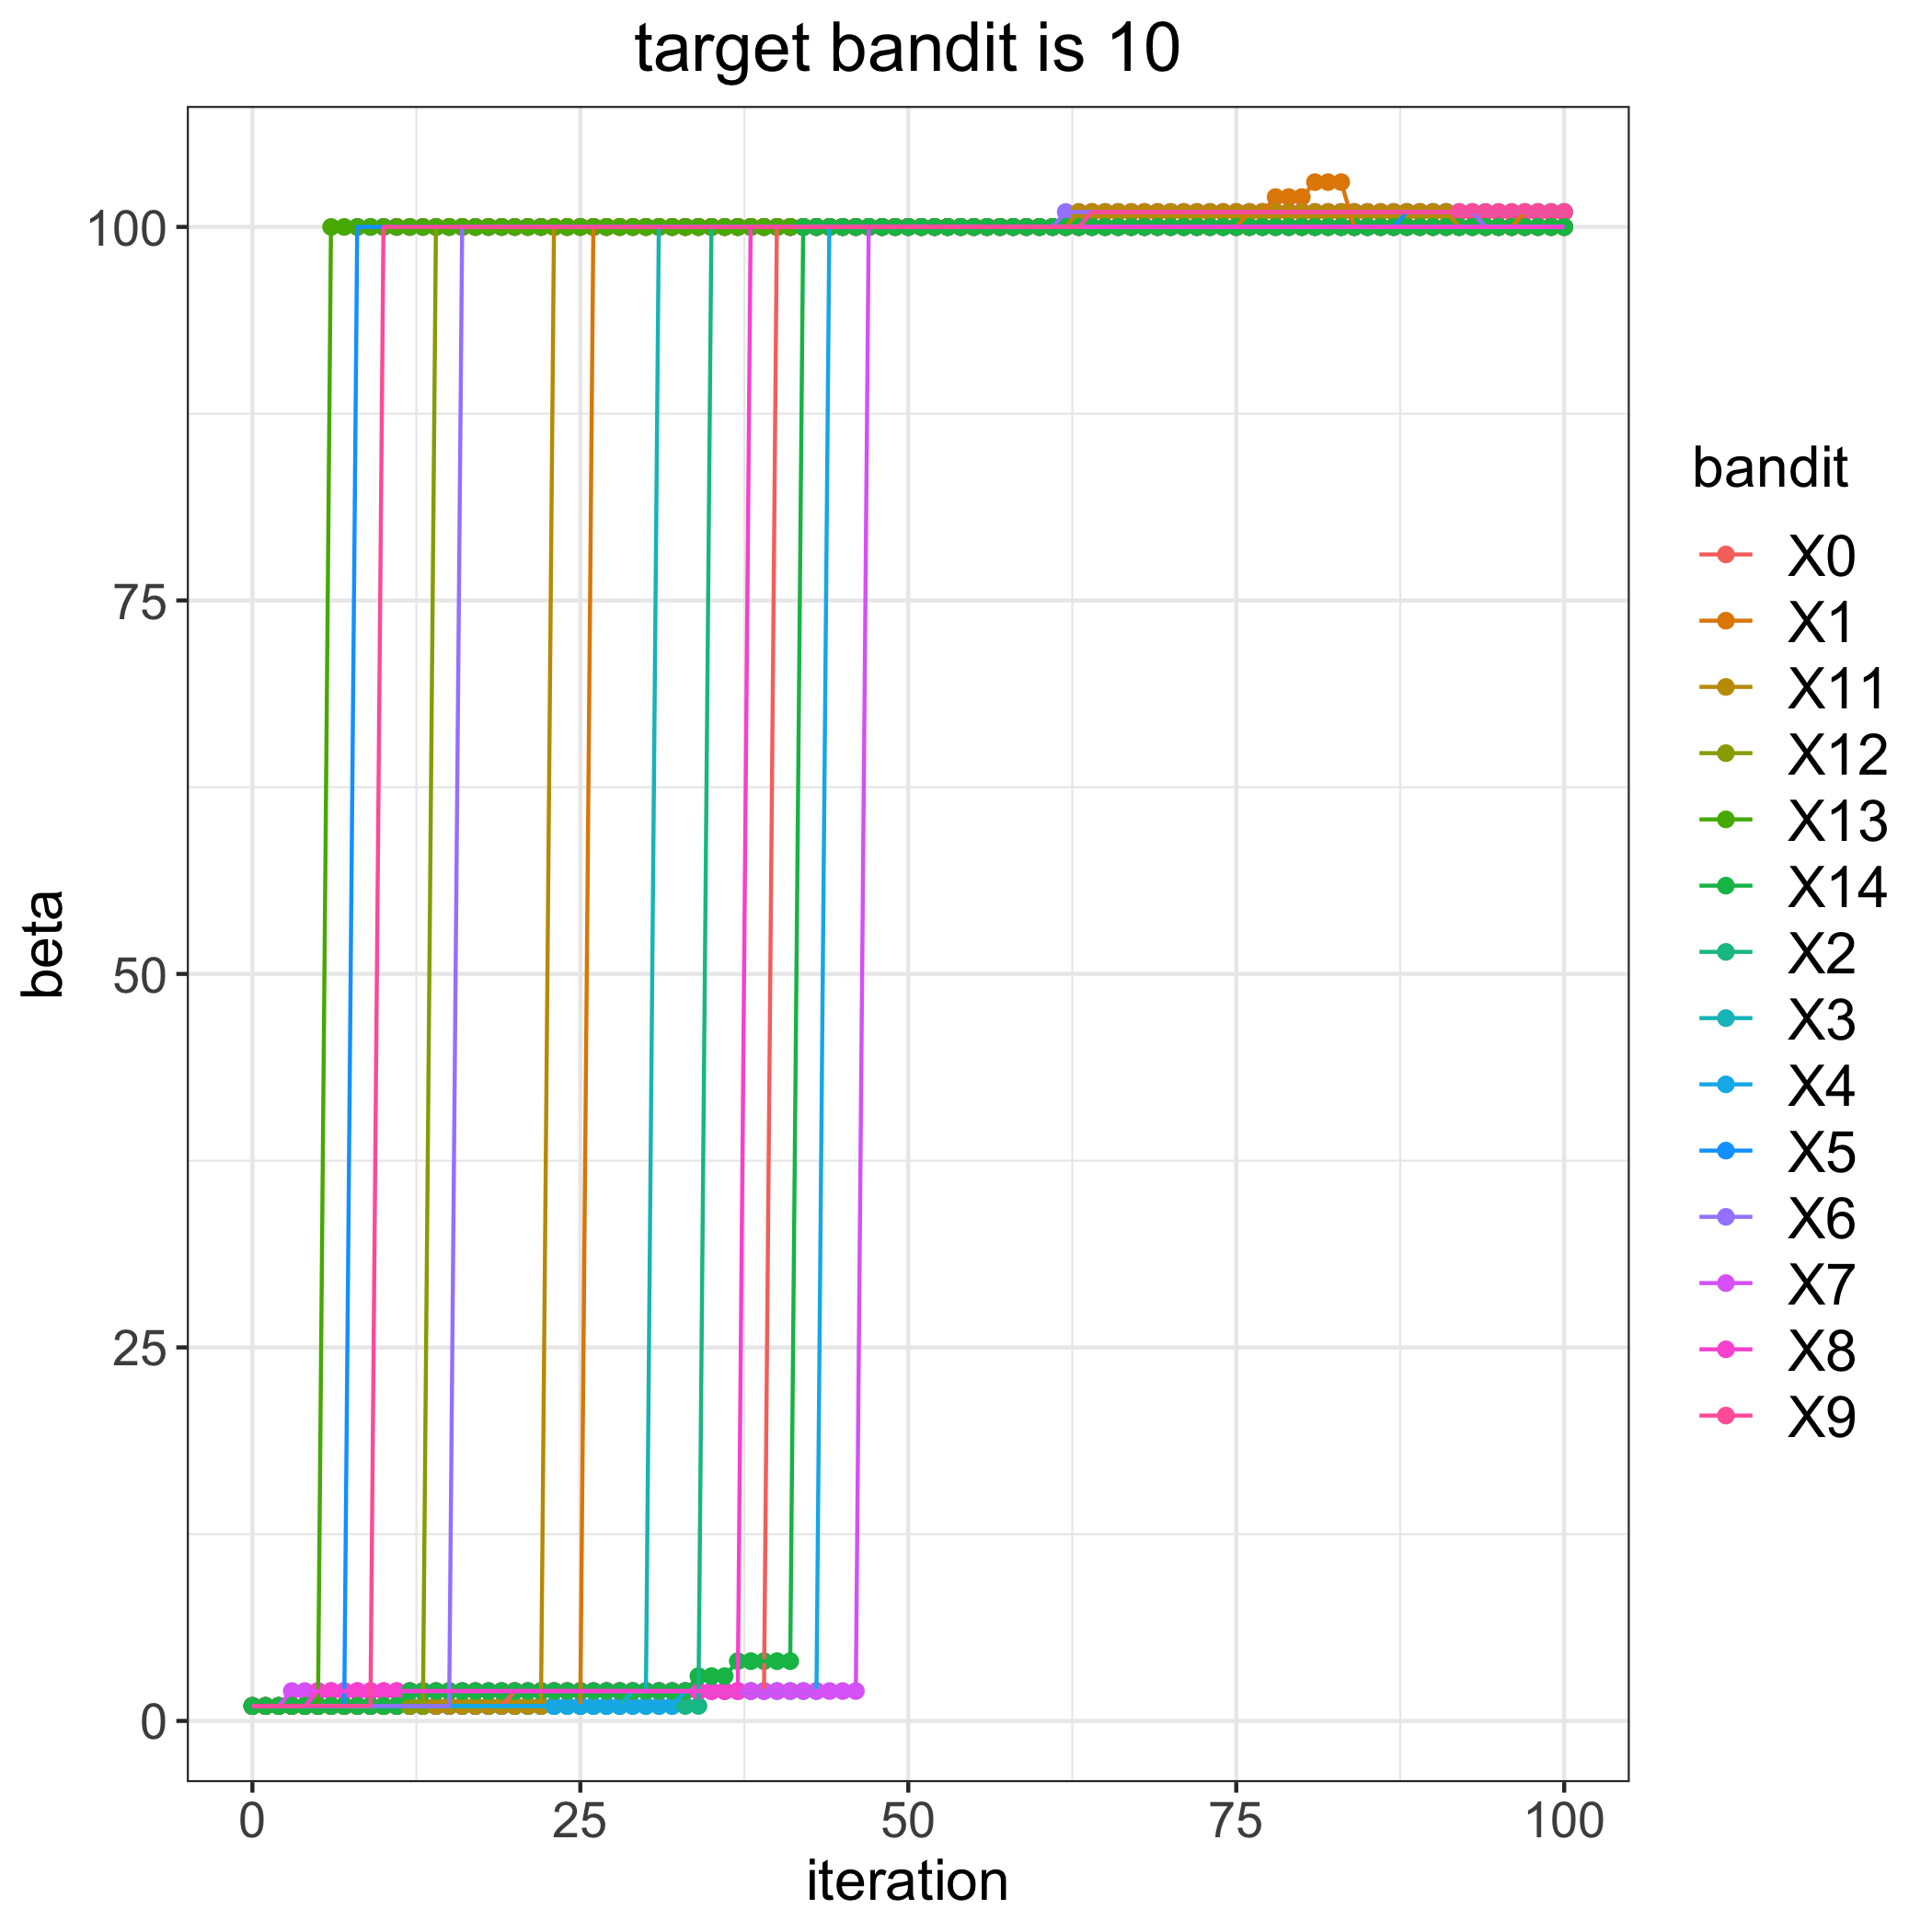 target bandit is 10
100
75
50
25
0
beta
0 25 50 75 100
iteration
bandit
X0
X1
X11
X12
X13
X14
X2
X3
X4
X5
X6
X7
X8
X9